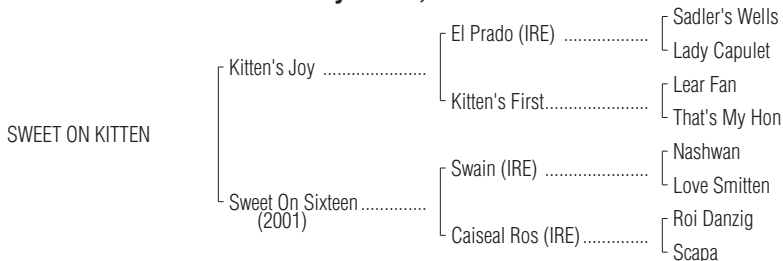 Sadler's Wells
El Prado (IRE) ..................
Lady Capulet
Kitten's Joy ......................
Lear Fan
Kitten's First......................
That's My Hon
SWEET ON KITTEN
Nashwan
Swain (IRE) ......................
Love Smitten
Sweet On Sixteen..............
(2001)
Roi Danzig
Caiseal Ros (IRE)..............
Scapa